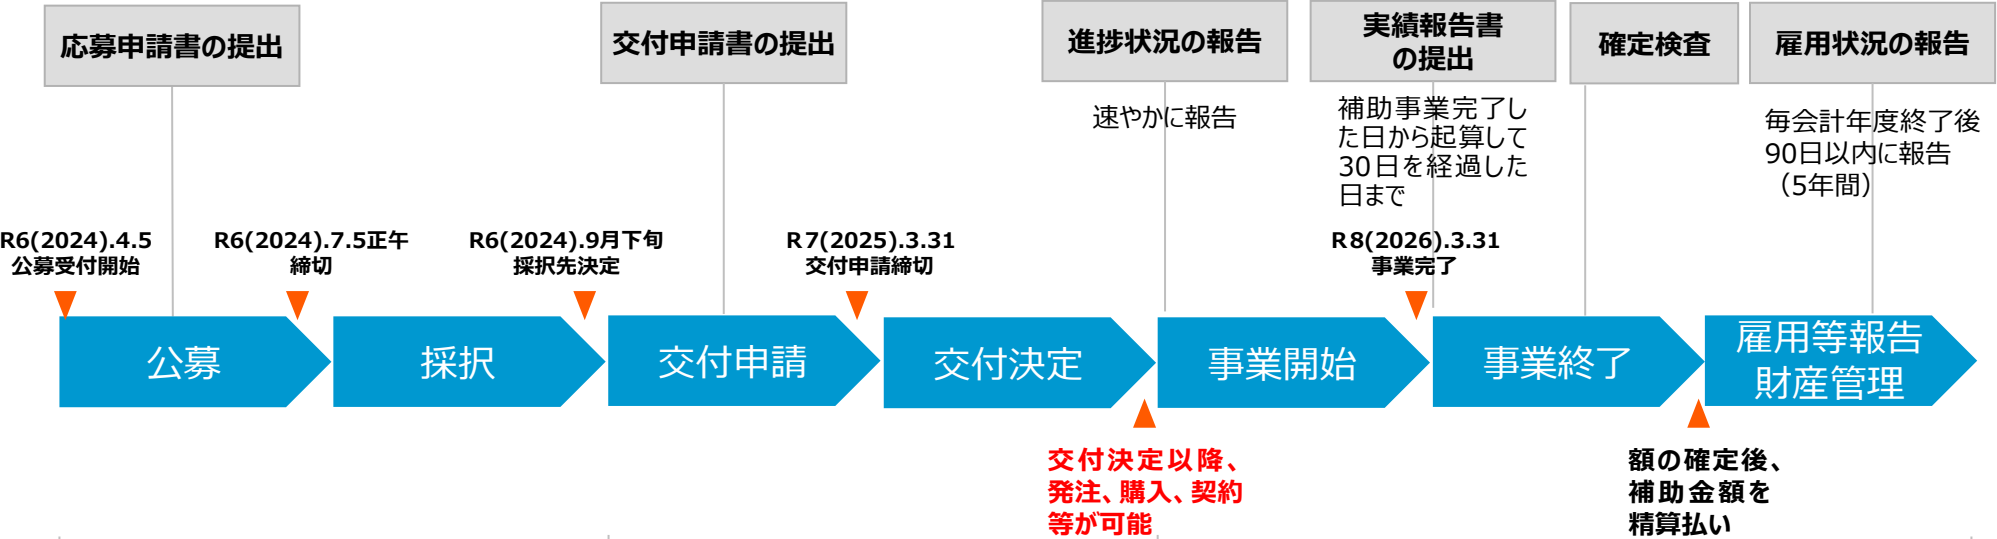 応募申請書の提出
交付申請書の提出
進捗状況の報告
実績報告書
の提出
確定検査
雇用状況の報告
速やかに報告
補助事業完了し
た日から起算して
30日を経過した
日まで
毎会計年度終了後
90日以内に報告
（5年間）
R6(2024).4.5
公募受付開始
R6(2024).7.5正午
締切
R6(2024).9月下旬
採択先決定
R7(2025).3.31
交付申請締切
R8(2026).3.31
事業完了
公募
採択
交付申請
交付決定
事業開始
事業終了
雇用等報告
財産管理
交付決定以降、
発注、購入、契約
等が可能
額の確定後、
補助金額を
精算払い